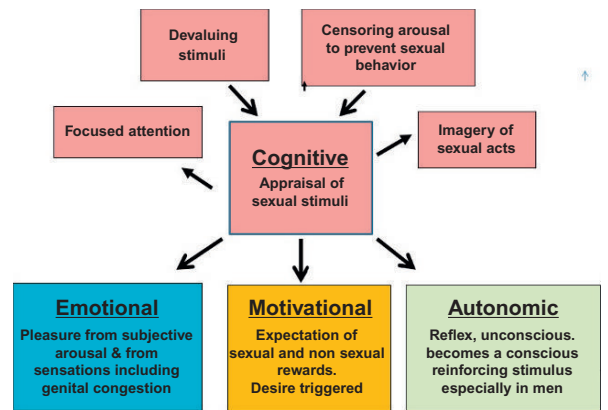 Devaluing
stimuli
Censoring arousal
to prevent sexual
behavior
Focused attention
Cognitive
Appraisal of
sexual stimuli
Imagery of
sexual acts
Emotional
Pleasure from subjective
arousal & from
sensations including
genital congestion
Motivational
Expectation of
sexual and non sexual
rewards.
Desire triggered
Autonomic
Reflex, unconscious.
becomes a conscious
reinforcing stimulus
especially in men